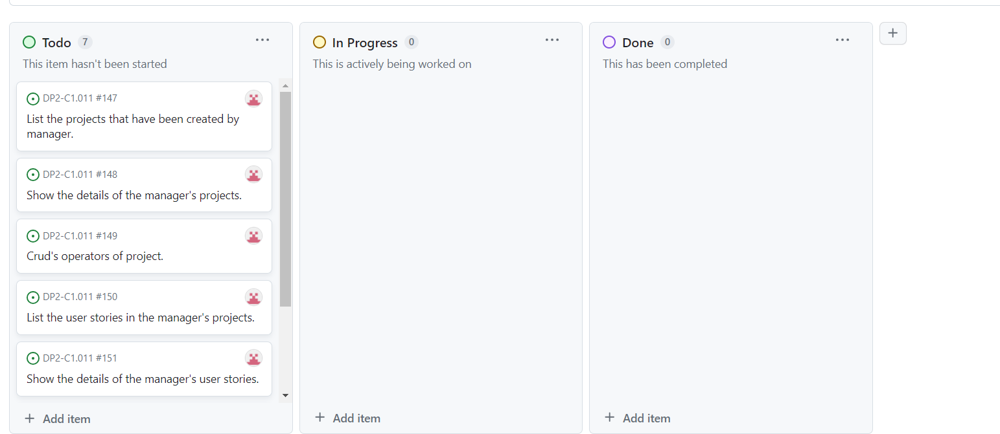 Todo 7
This item hasn't been started
DP2-C1.011 #147
List the projects that have been created by
manager.
DP2-C1.011 #148
Show the details of the manager's projects.
DP2-C1.011 #149
Crud's operators of project.
DP2-C1.011 #150
List the user stories in the manager's projects.
DP2-C1.011 #151
Show the details of the manager's user stories.
+ Add item
In Progress 0
This is actively being worked on
+ Add item
Done 0
This has been completed
+ Add item